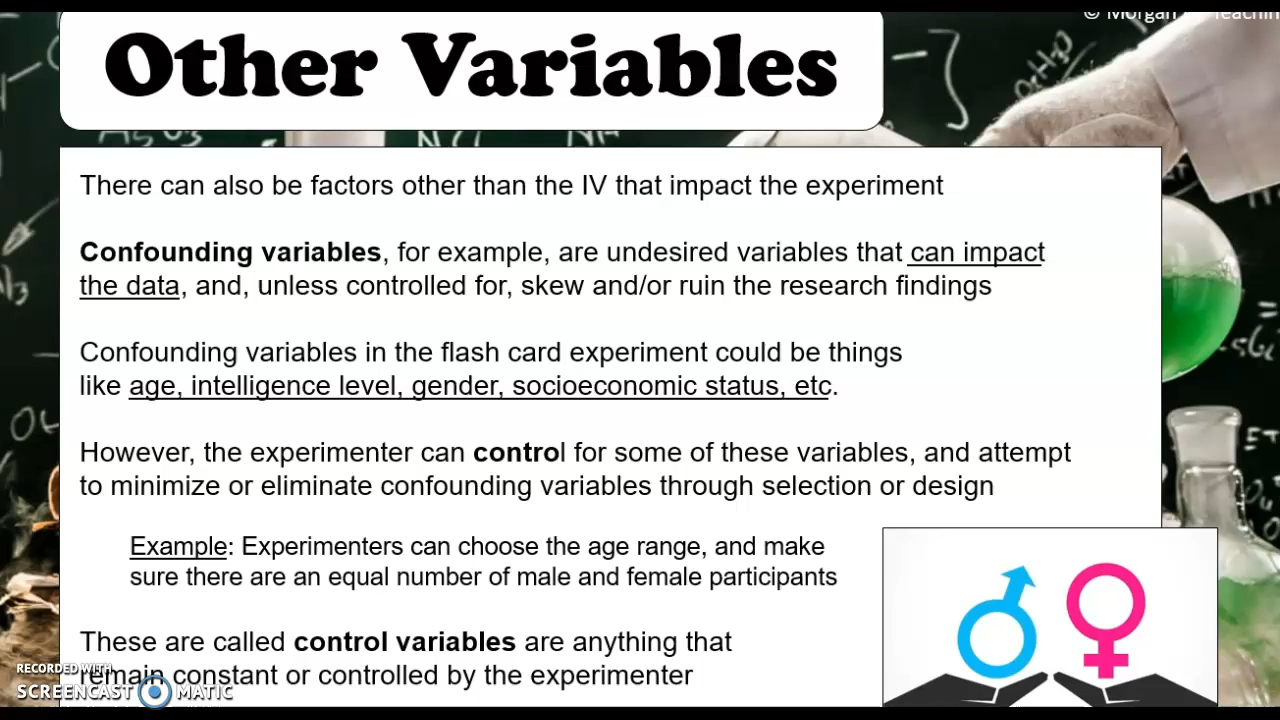 © Morgan
Other Variables
There can also be factors other than the IV that impact the experiment
Confounding variables, for example, are undesired variables that can impact
the data, and, unless controlled for, skew and/or ruin the research findings
Confounding variables in the flash card experiment could be things
like age, intelligence level, gender, socioeconomic status, etc.
However, the experimenter can control for some of these variables, and attempt
to minimize or eliminate confounding variables through selection or design
Example: Experimenters can choose the age range, and make
sure there are an equal number of male and female participants
These are called control variables are anything that
remain constant or controlled by the experimenter
RECORDED WITH
SCREENCAST MATIC